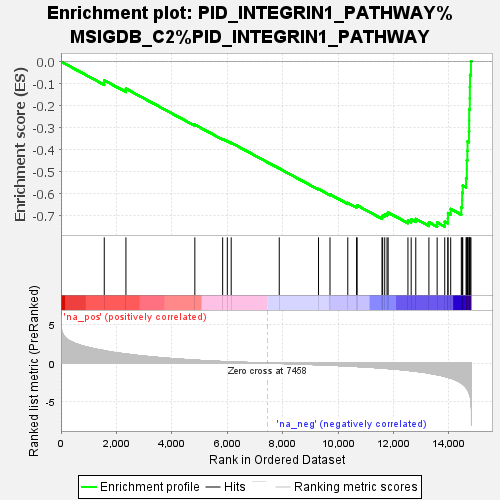 Enrichment plot: PID_INTEGRIN1_PATHWAY%
MSIGDB_C2%PID_INTEGRIN1_PATHWAY
Enrichment score (ES)
0.0
-0.1
-0.2
-0.3
-0.4
-0.5
-0.6
-0.7
'na_pos' (positively correlated)
Ranked list metric (PreRanked)
5
0
-5
Zero cross at 7458
'na_neg' (negatively correlated)
0 2,000 4,000 6,000 8,000 10,000 12,000 14,000
Rank in Ordered Dataset
Enrichment profile Hits Ranking metric scores